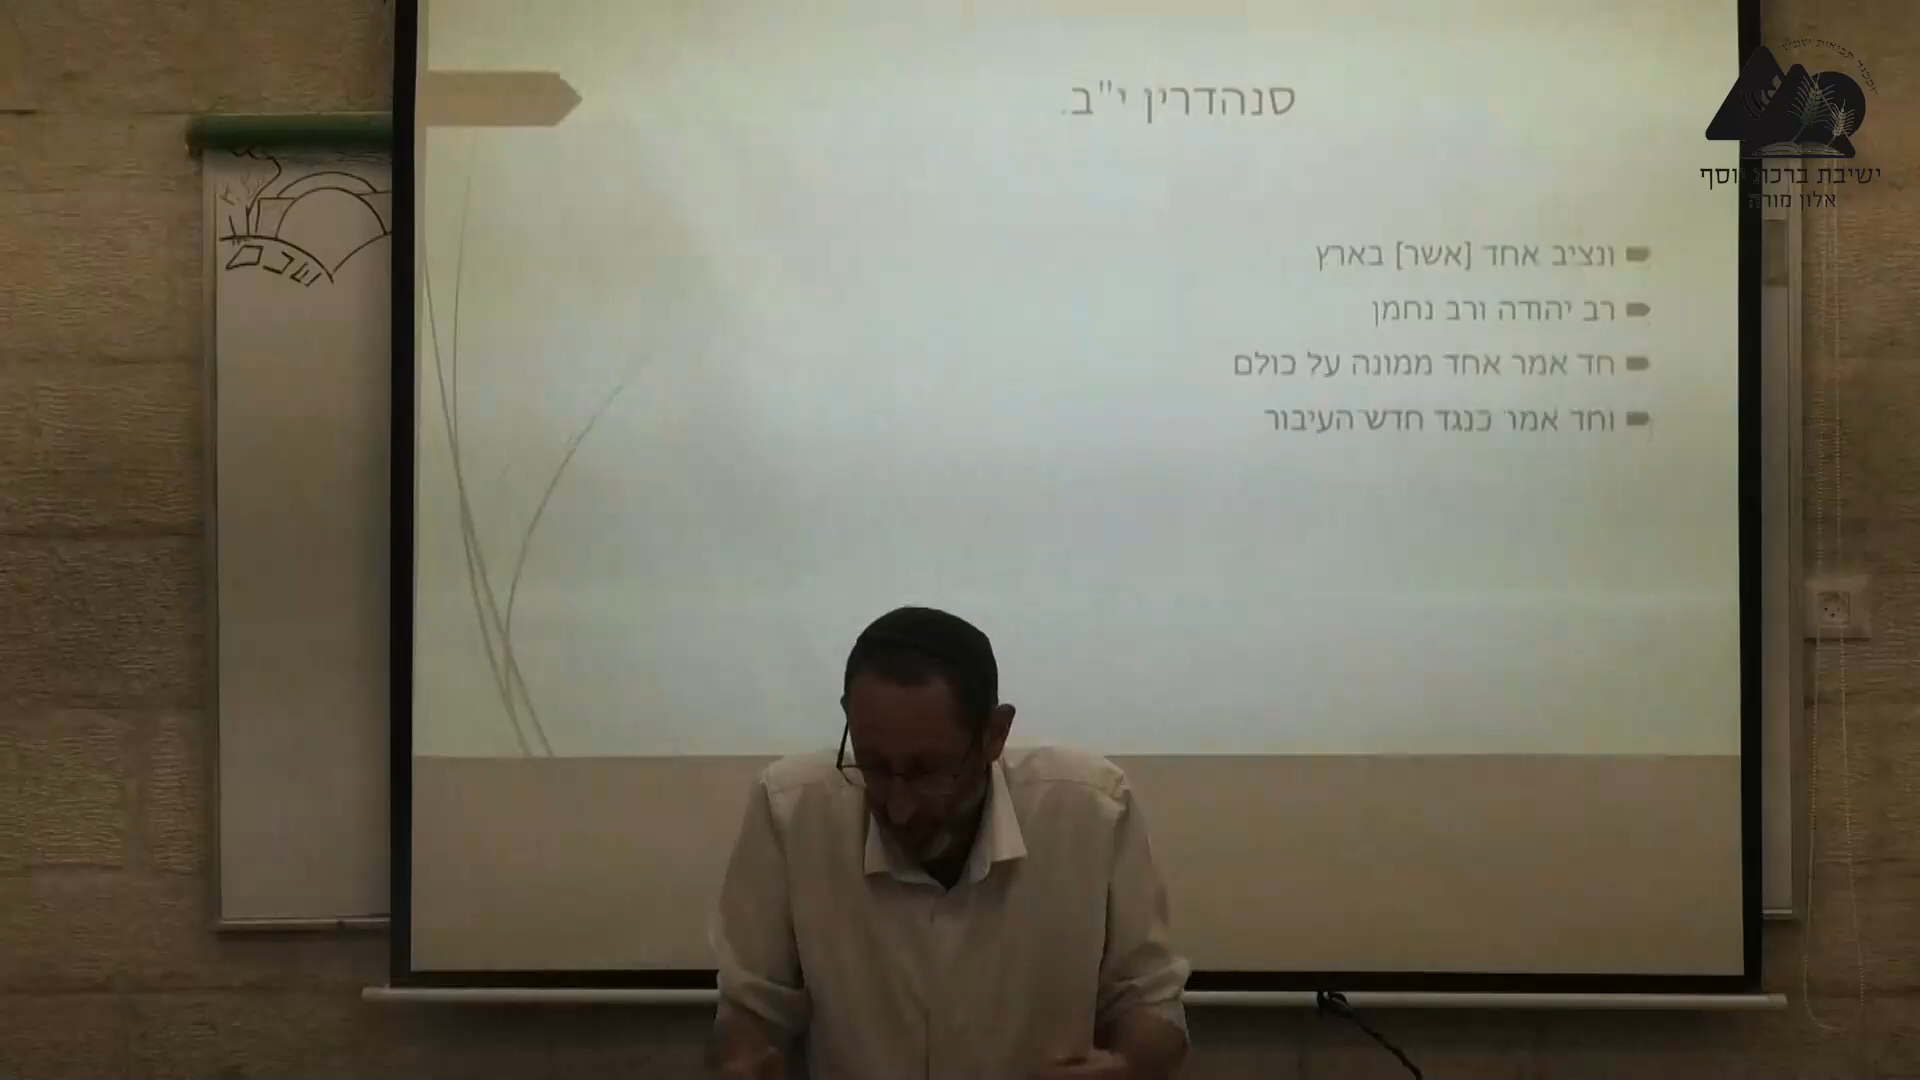 סנהדרין י"ב.
ונציב אחד [אשר] בארץ
רב יהודה ורב נחמן
חד אמר אחד ממונה על כולם
וחד אמר כנגד חדש העיבור
שכם
ישיבת ברכת יוסף
אלון מורה